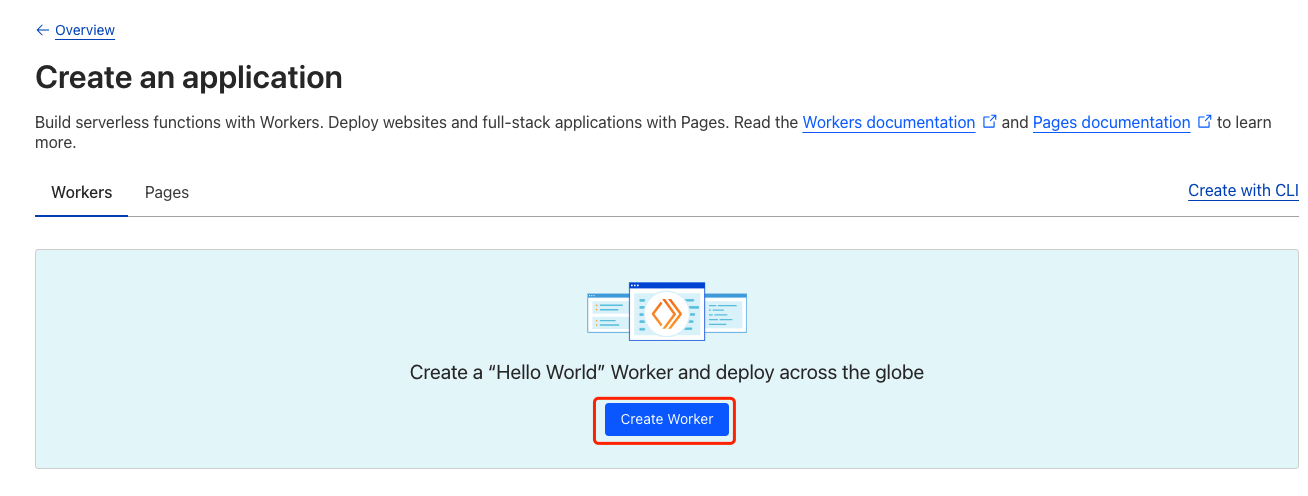 Overview
Create an application
Build serverless functions with Workers. Deploy websites and full-stack applications with Pages. Read the Workers documentation and Pages documentation to learn
more.
Workers Pages Create with CLI
Create a “Hello World” Worker and deploy across the globe
Create Worker